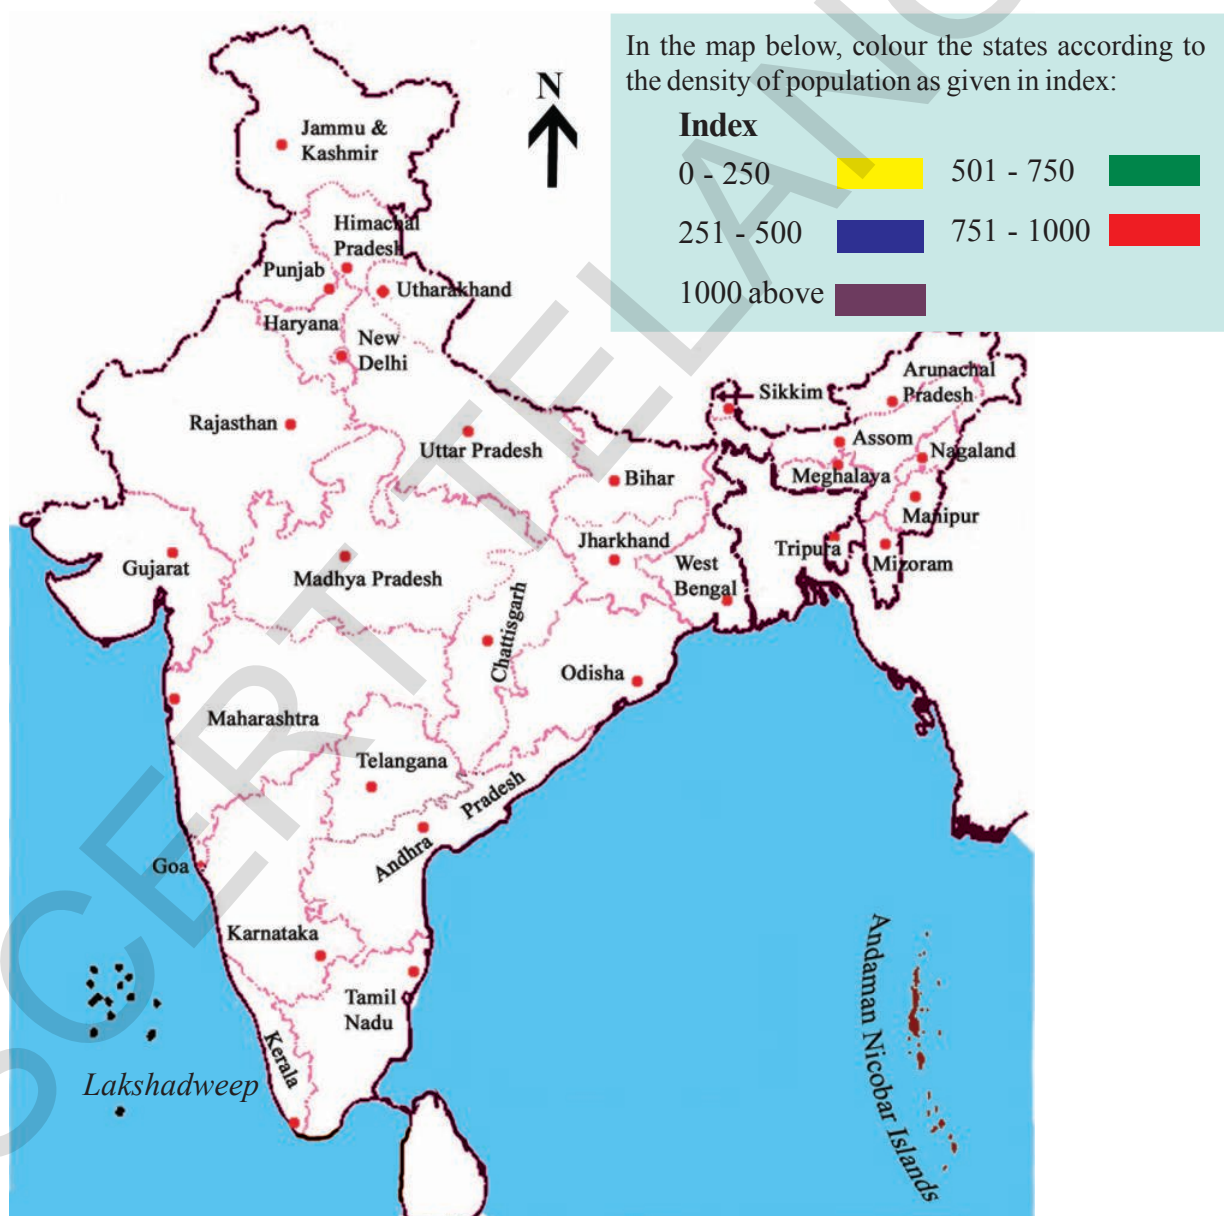 In the map below, colour the states according to
the density of population as given in index:
Index
0 - 250
501 - 750
251 - 500
751 - 1000
1000 above
N
Jammu &
Kashmir
Himachal
Pradesh
Punjab
Utharakhand
Haryana
New
Delhi
Rajasthan
Uttar Pradesh
Sikkim
Arunachal
Pradesh
Assom
Nagaland
Meghalaya
Manipur
Bihar
Jharkhand
Tripura
Mizoram
West
Bengal
Gujarat
Madhya Pradesh
Chattisgarh
Odisha
Maharashtra
Telangana
Andhra Pradesh
Goa
Karnataka
Tamil
Nadu
Kerala
Lakshadweep
Andaman Nicobar Islands
SCERT TELANG